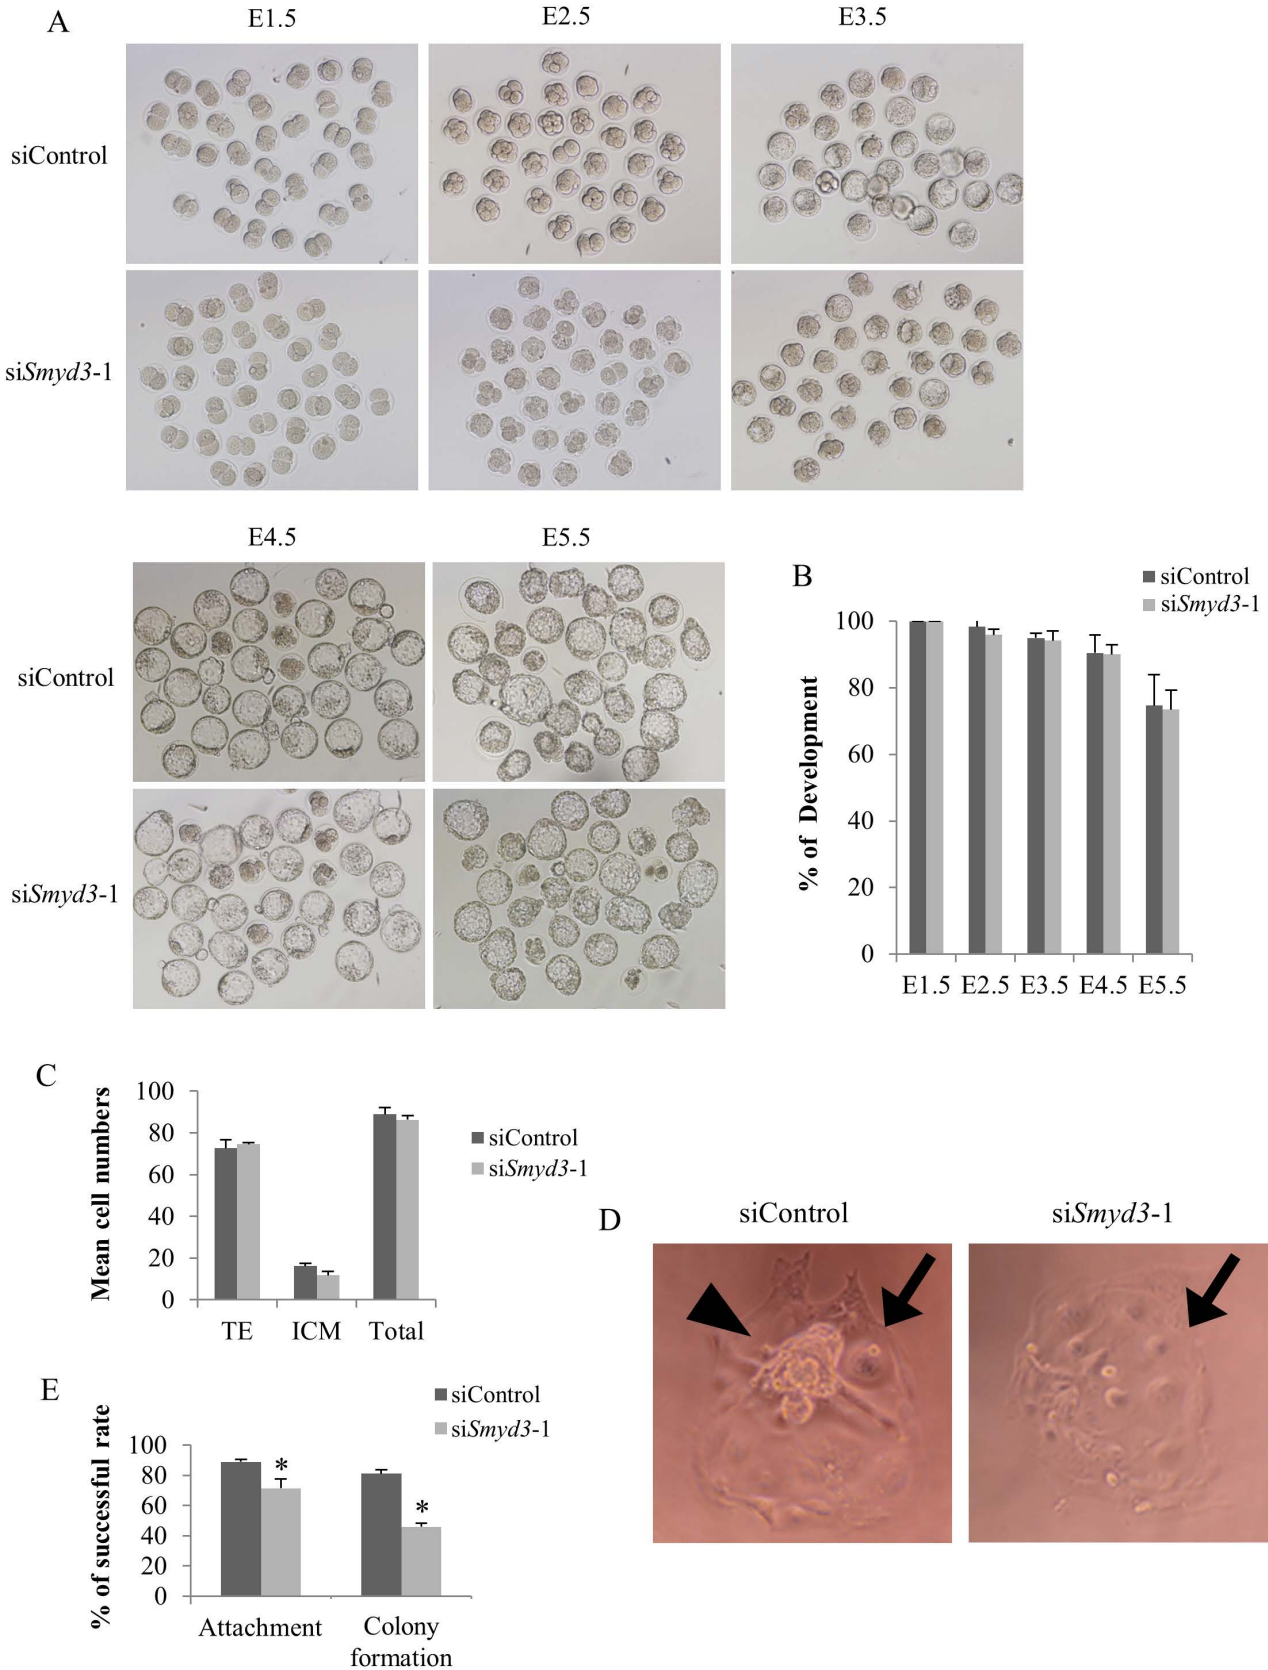 A
E1.5 E2.5 E3.5
siControl
siSmyd3-1
E4.5 E5.5
siControl
siSmyd3-1
B
siControl
siSmyd3-1
% of Development
100
80
60
40
20
0
E1.5 E2.5 E3.5 E4.5 E5.5
C
Mean cell numbers
100
80
60
40
20
0
TE ICM Total
siControl
siSmyd3-1
D
siControl siSmyd3-1
E
siControl
siSmyd3-1
% of successful rate
100
80
60
40
20
0
* *
Attachment Colony
formation